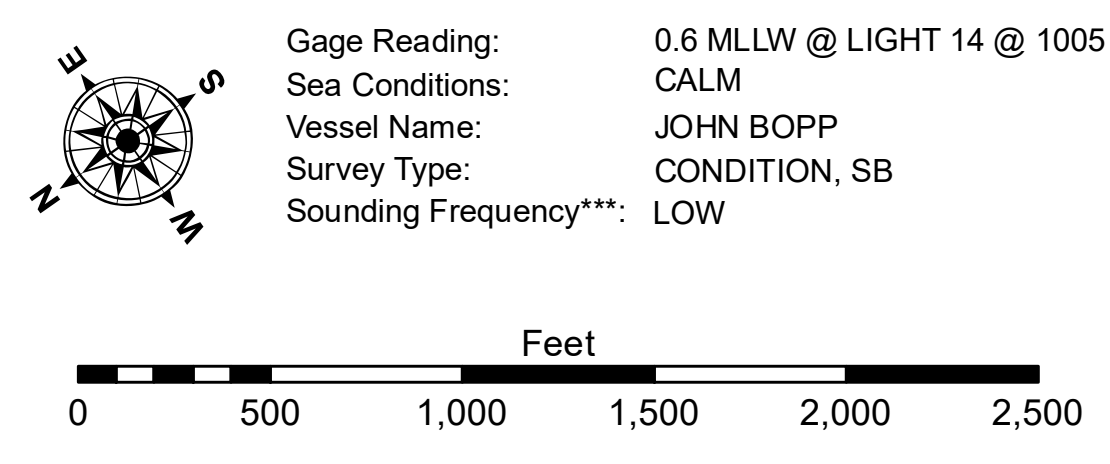 E
S
N
W
Gage Reading: 0.6 MLLW @ LIGHT 14 @ 1005
Sea Conditions: CALM
Vessel Name: JOHN BOPP
Survey Type: CONDITION, SB
Sounding Frequency***: LOW
Feet
0 500 1,000 1,500 2,000 2,500